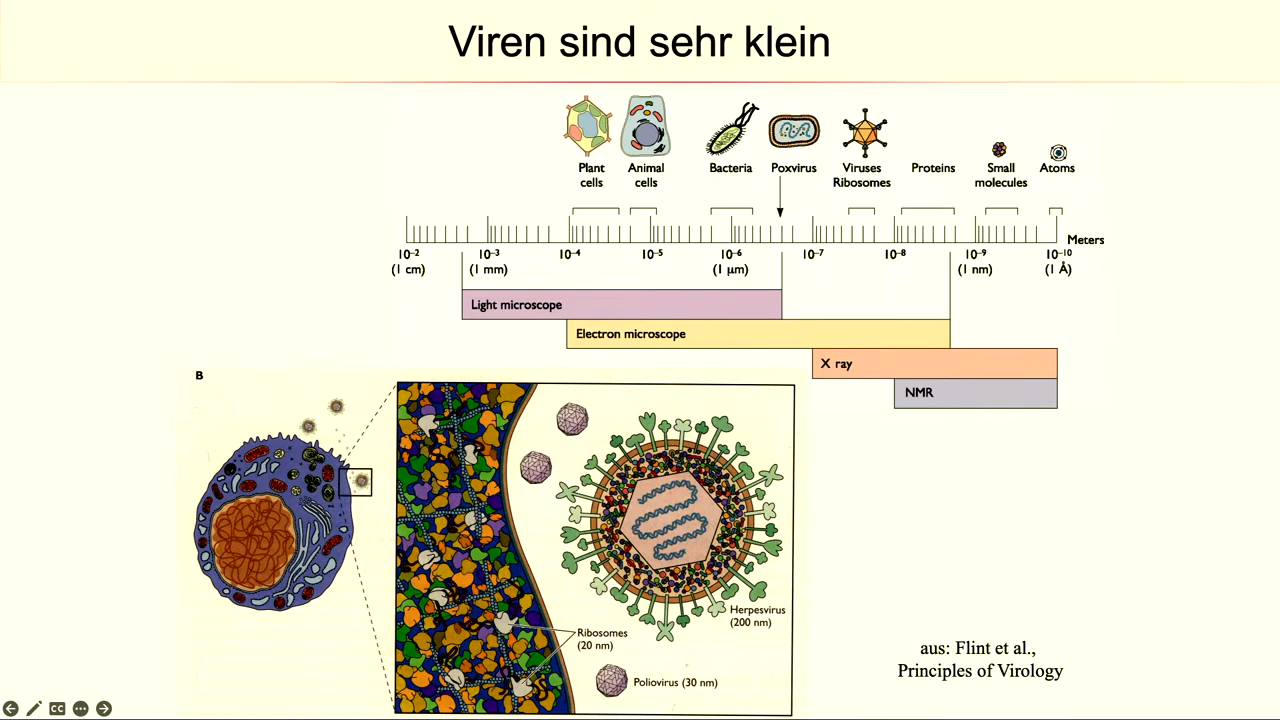 Viren sind sehr klein
Plant
cells
Animal
cells
Bacteria
Poxvirus
Viruses
Ribosomes
Proteins
Small
molecules
Atoms
Meters
10⁻²
(1 cm)
10⁻³
(1 mm)
10⁻⁴
10⁻⁵
10⁻⁶
(1 µm)
10⁻⁷
10⁻⁸
10⁻⁹
(1 nm)
10⁻¹⁰
(1 Å)
Light microscope
Electron microscope
X ray
NMR
B
Herpesvirus
(200 nm)
Ribosomes
(20 nm)
Poliovirus (30 nm)
aus: Flint et al.,
Principles of Virology
CC